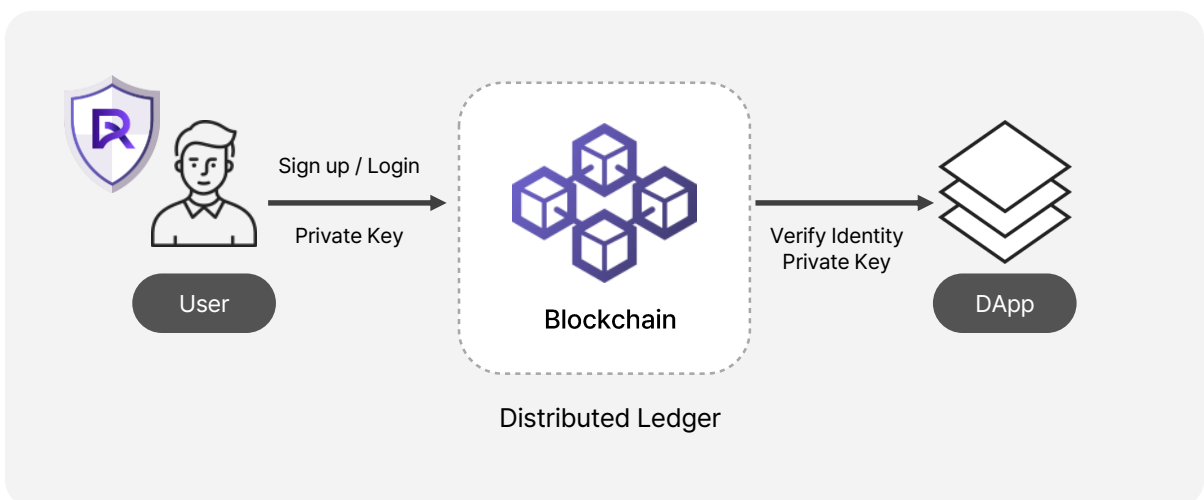 Sign up / Login
Private Key
User
Blockchain
Distributed Ledger
Verify Identity
Private Key
DApp